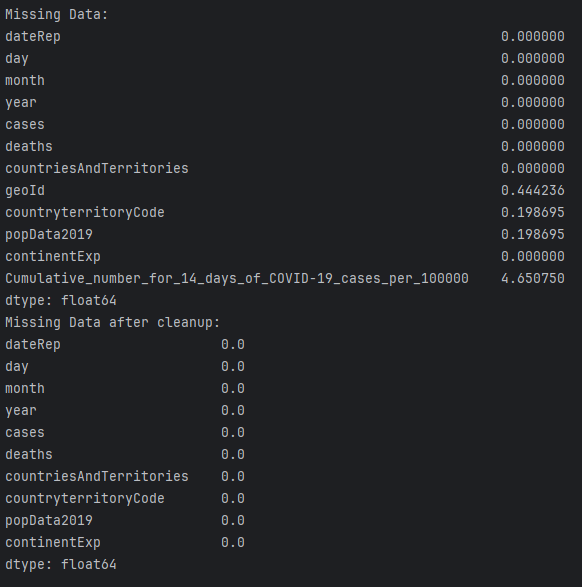 Missing Data:
dateRep 0.000000
day 0.000000
month 0.000000
year 0.000000
cases 0.000000
deaths 0.000000
countriesAndTerritories 0.000000
geoId 0.444236
countryterritoryCode 0.198695
popData2019 0.198695
continentExp 0.000000
Cumulative_number_for_14_days_of_COVID-19_cases_per_100000 4.650750
dtype: float64
Missing Data after cleanup:
dateRep 0.0
day 0.0
month 0.0
year 0.0
cases 0.0
deaths 0.0
countriesAndTerritories 0.0
countryterritoryCode 0.0
popData2019 0.0
continentExp 0.0
dtype: float64